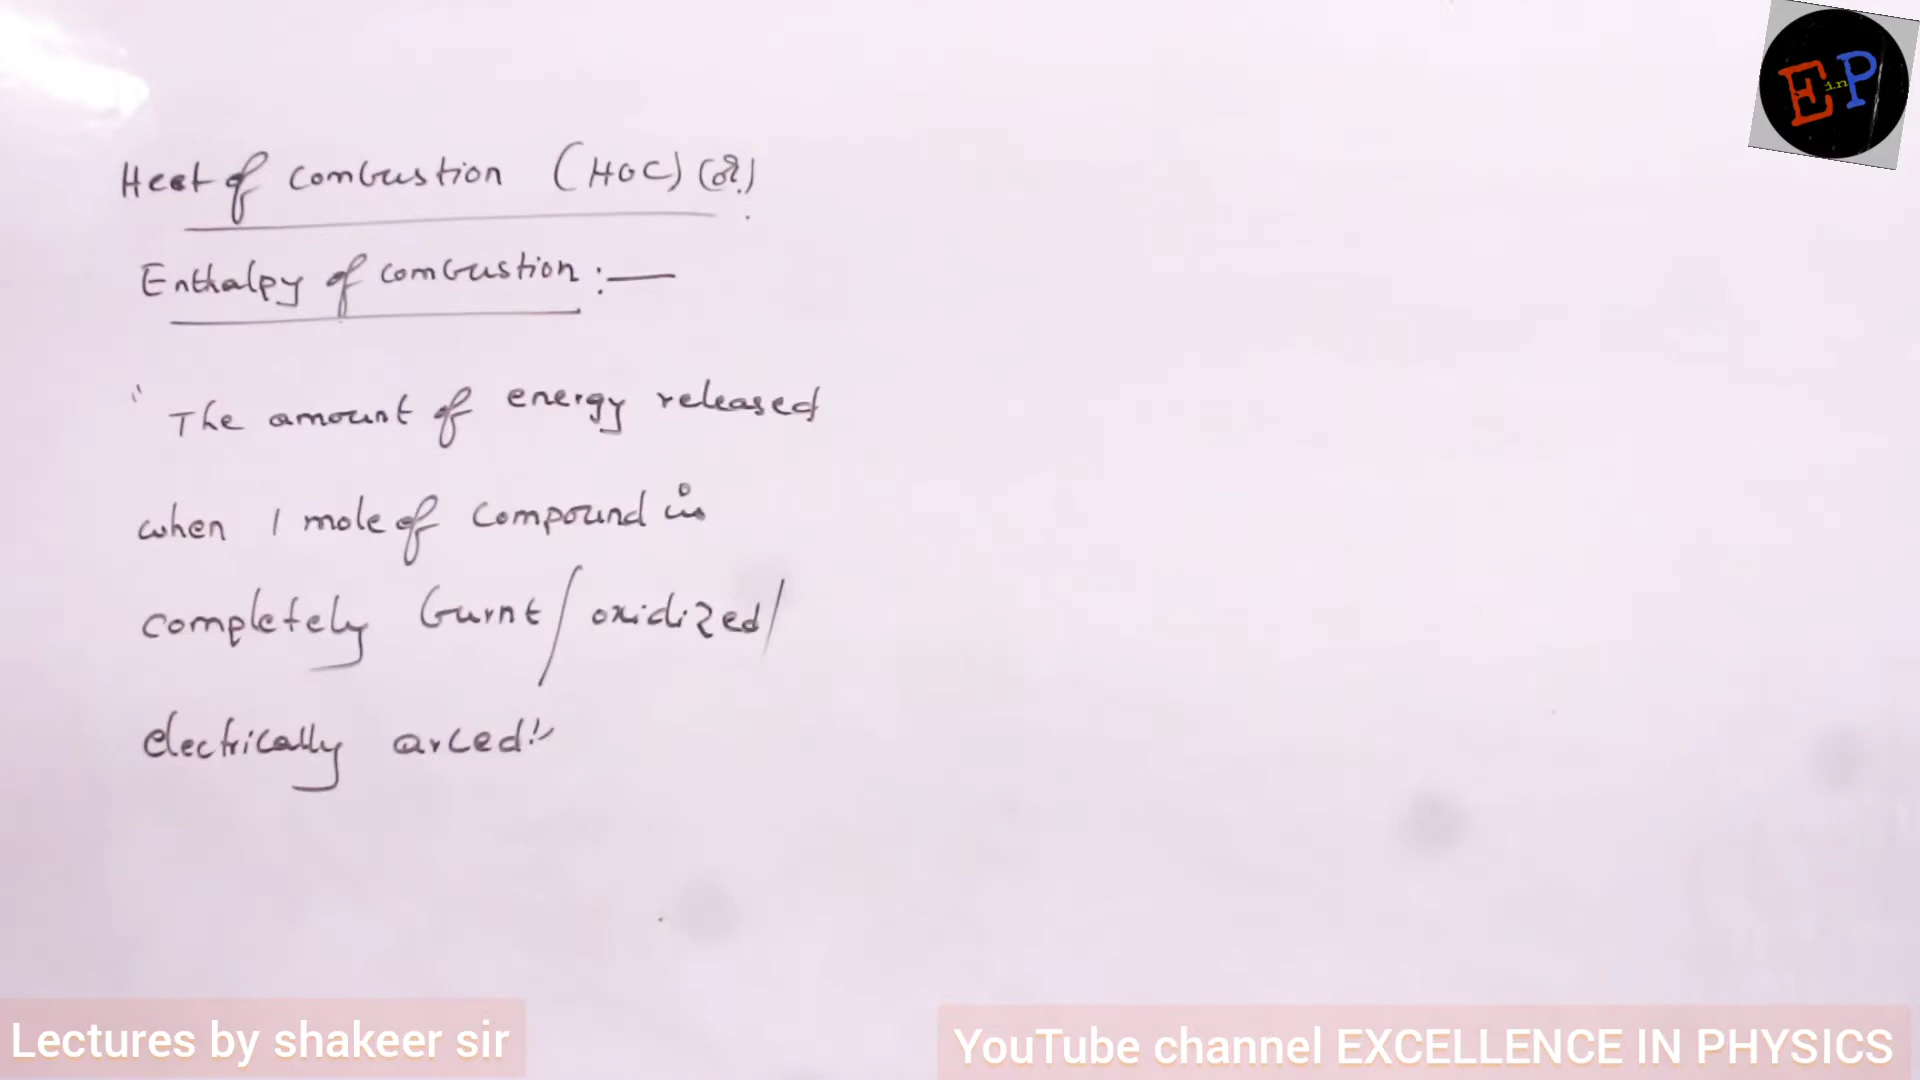 E in P
Heat of combustion (HOC) (or)
Enthalpy of combustion :—
"The amount of energy released
when 1 mole of compound is
completely burnt/oxidized/
electrically arced"
Lectures by shakeer sir
YouTube channel EXCELLENCE IN PHYSICS